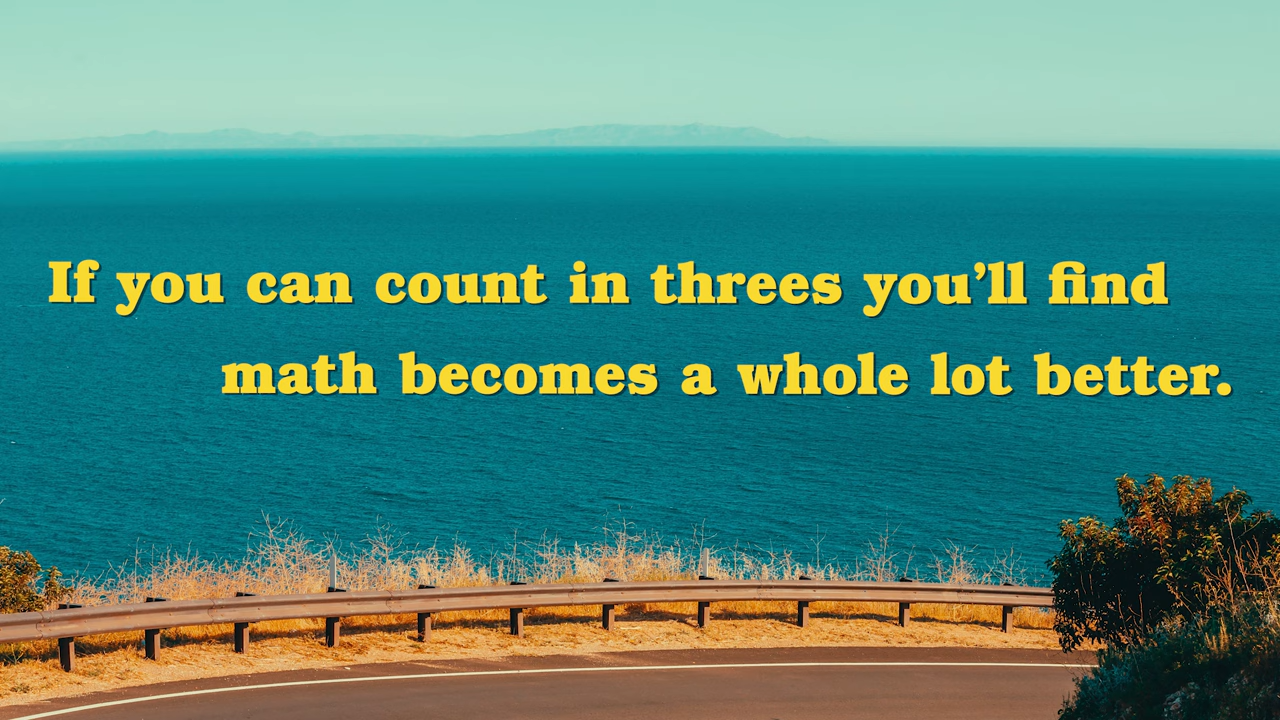 If you can count in threes you’ll find
math becomes a whole lot better.